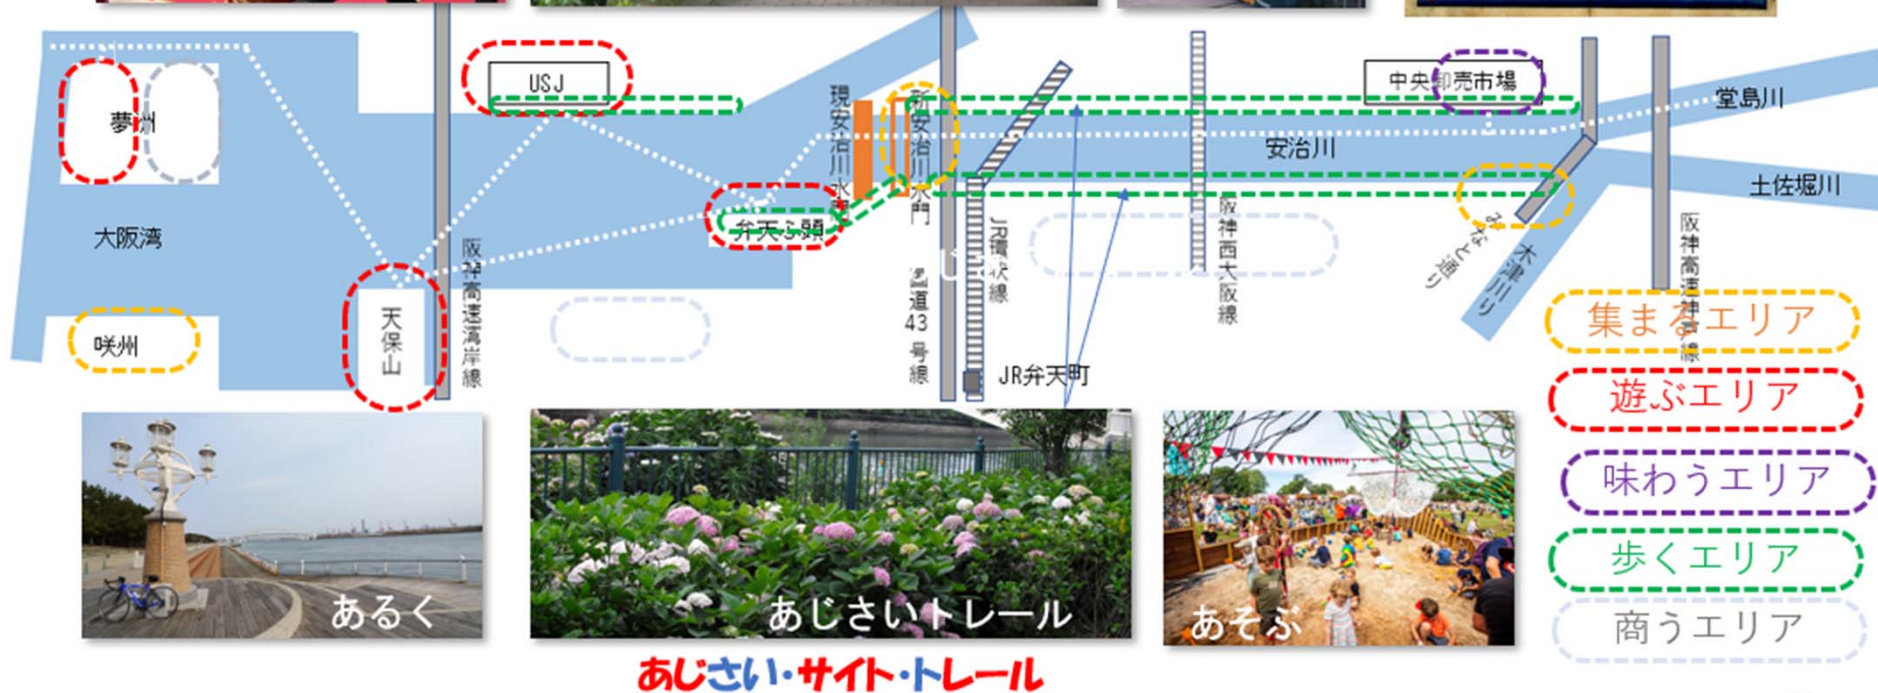 USJ
中央卸売市場
夢洲
現安治川水門
新安治川水門
堂島川
安治川
土佐堀川
弁天ふ頭
大阪湾
阪神高速湾岸線
JR環状線
阪神西大阪線
みなと通り
木津川
阪神高速神戸線
国道43号線
咲州
天保山
JR弁天町
集まるエリア
遊ぶエリア
味わうエリア
歩くエリア
商うエリア
あるく
あじさいトレール
あそぶ
あじさい・サイト・トレール